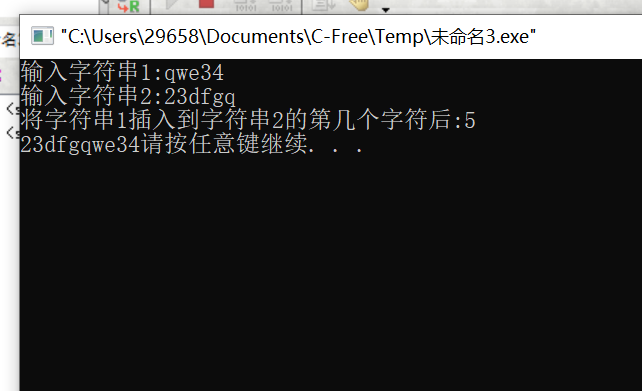 "C:\Users\29658\Documents\C-Free\Temp\未命名3.exe"
输入字符串1:qwe34
输入字符串2:23dfgq
将字符串1插入到字符串2的第几个字符后:5
23dfgqwe34请按任意键继续. . .